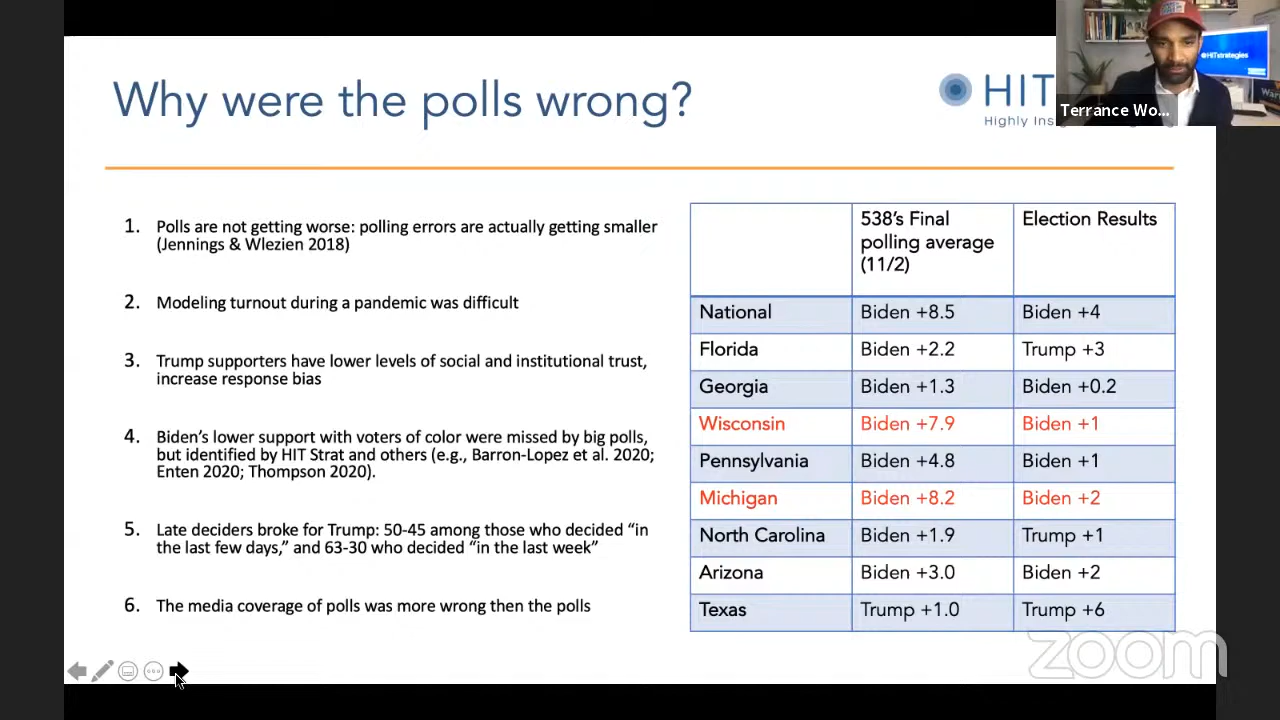 Why were the polls wrong?
HIT
Highly Ins
HITstrategies
Terrance Wo...
1. Polls are not getting worse: polling errors are actually getting smaller
(Jennings & Wlezien 2018)
2. Modeling turnout during a pandemic was difficult
3. Trump supporters have lower levels of social and institutional trust,
increase response bias
4. Biden's lower support with voters of color were missed by big polls,
but identified by HIT Strat and others (e.g., Barron-Lopez et al. 2020;
Enten 2020; Thompson 2020).
5. Late deciders broke for Trump: 50-45 among those who decided “in
the last few days,” and 63-30 who decided “in the last week”
6. The media coverage of polls was more wrong then the polls
538's Final
polling average
(11/2)
Election Results
National Biden +8.5 Biden +4
Florida Biden +2.2 Trump +3
Georgia Biden +1.3 Biden +0.2
Wisconsin Biden +7.9 Biden +1
Pennsylvania Biden +4.8 Biden +1
Michigan Biden +8.2 Biden +2
North Carolina Biden +1.9 Trump +1
Arizona Biden +3.0 Biden +2
Texas Trump +1.0 Trump +6
zoom